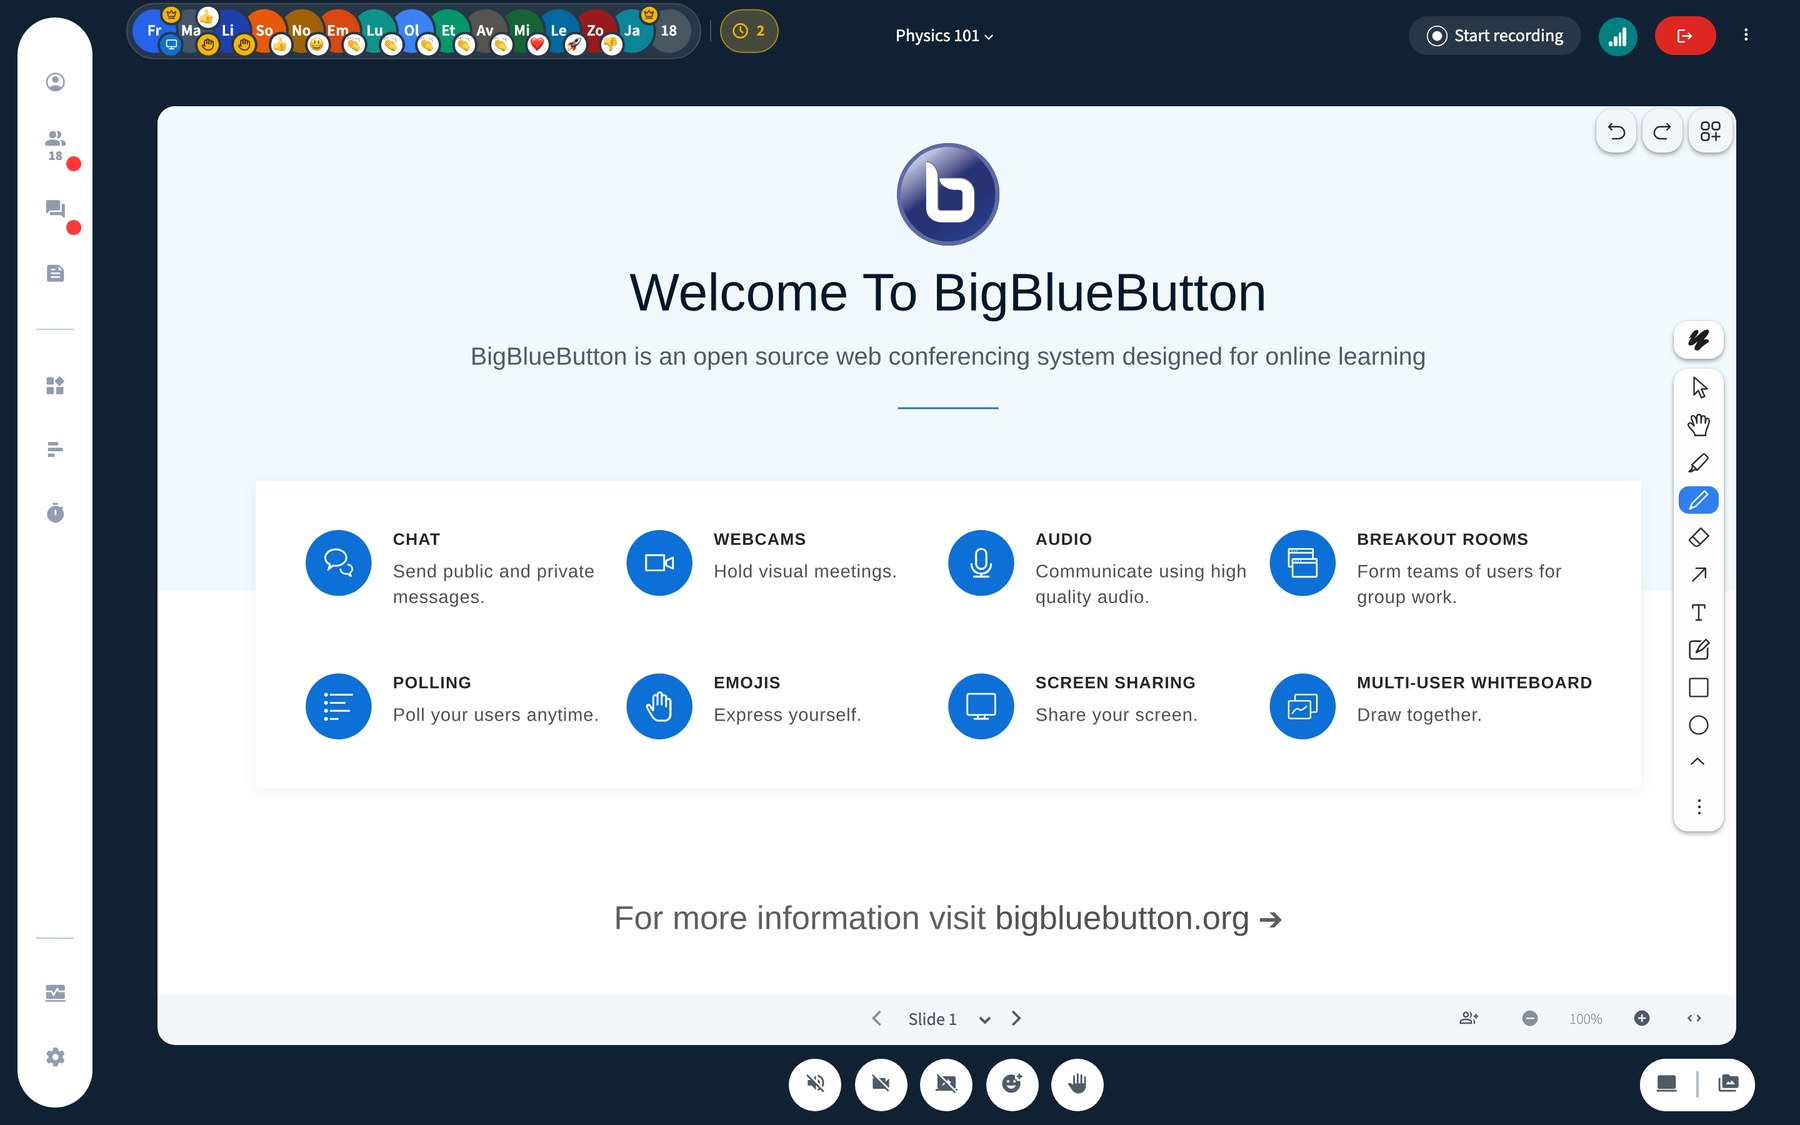 Fr Ma Li So No Em Lu Ol Et Av Mi Le Zo Ja 18
2
Physics 101
Start recording
18
Welcome To BigBlueButton
BigBlueButton is an open source web conferencing system designed for online learning
CHAT
Send public and private
messages.
WEBCAMS
Hold visual meetings.
AUDIO
Communicate using high
quality audio.
BREAKOUT ROOMS
Form teams of users for
group work.
POLLING
Poll your users anytime.
EMOJIS
Express yourself.
SCREEN SHARING
Share your screen.
MULTI-USER WHITEBOARD
Draw together.
For more information visit bigbluebutton.org ➔
Slide 1
100%